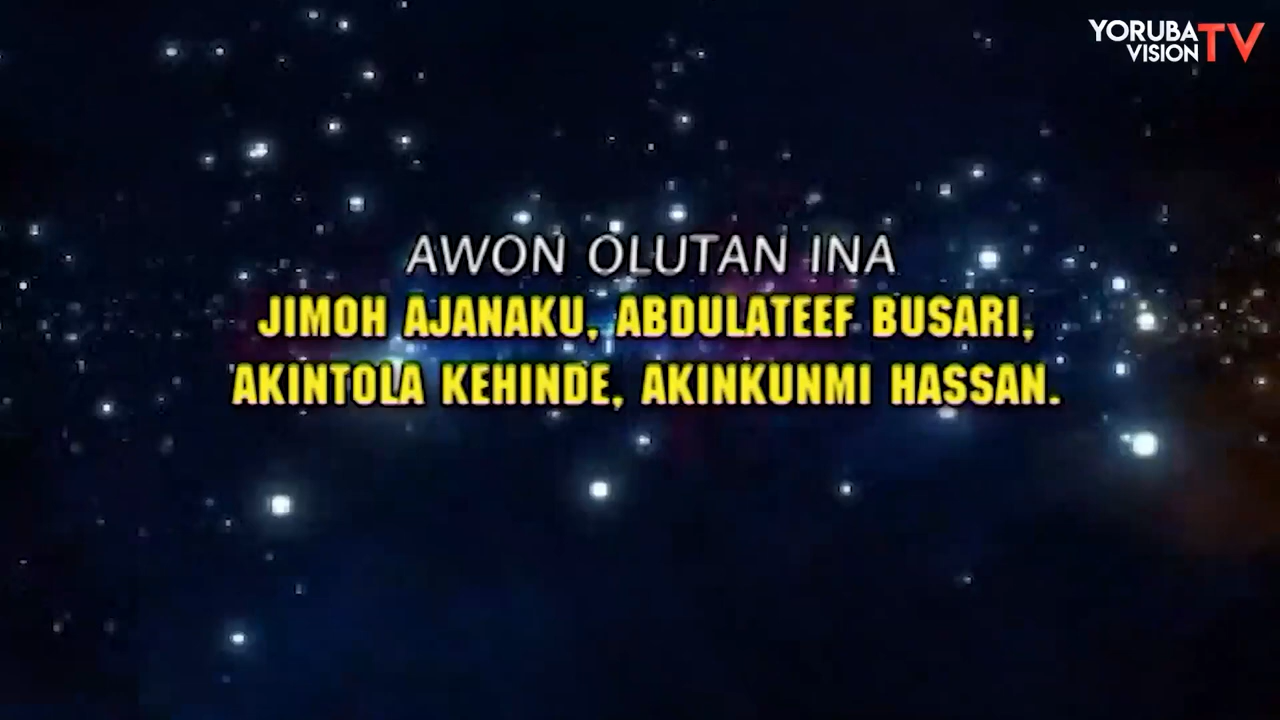 YORUBA
VISION TV
AWON OLUTAN INA
JIMOH AJANAKU, ABDULATEEF BUSARI,
AKINTOLA KEHINDE, AKINKUNMI HASSAN.